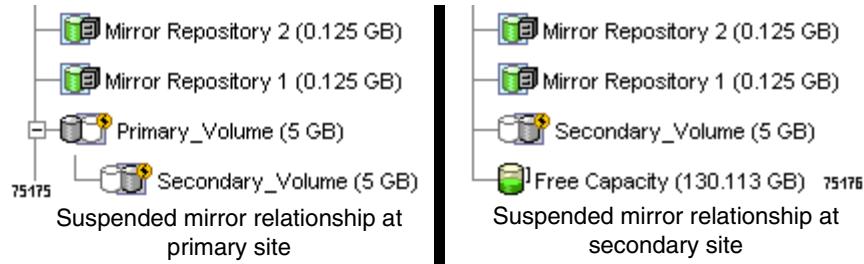 Mirror Repository 2 (0.125 GB)
Mirror Repository 1 (0.125 GB)
Primary_Volume (5 GB)
Secondary_Volume (5 GB)
75175
Suspended mirror relationship at
primary site
Mirror Repository 2 (0.125 GB)
Mirror Repository 1 (0.125 GB)
Secondary_Volume (5 GB)
Free Capacity (130.113 GB) 75176
Suspended mirror relationship at
secondary site